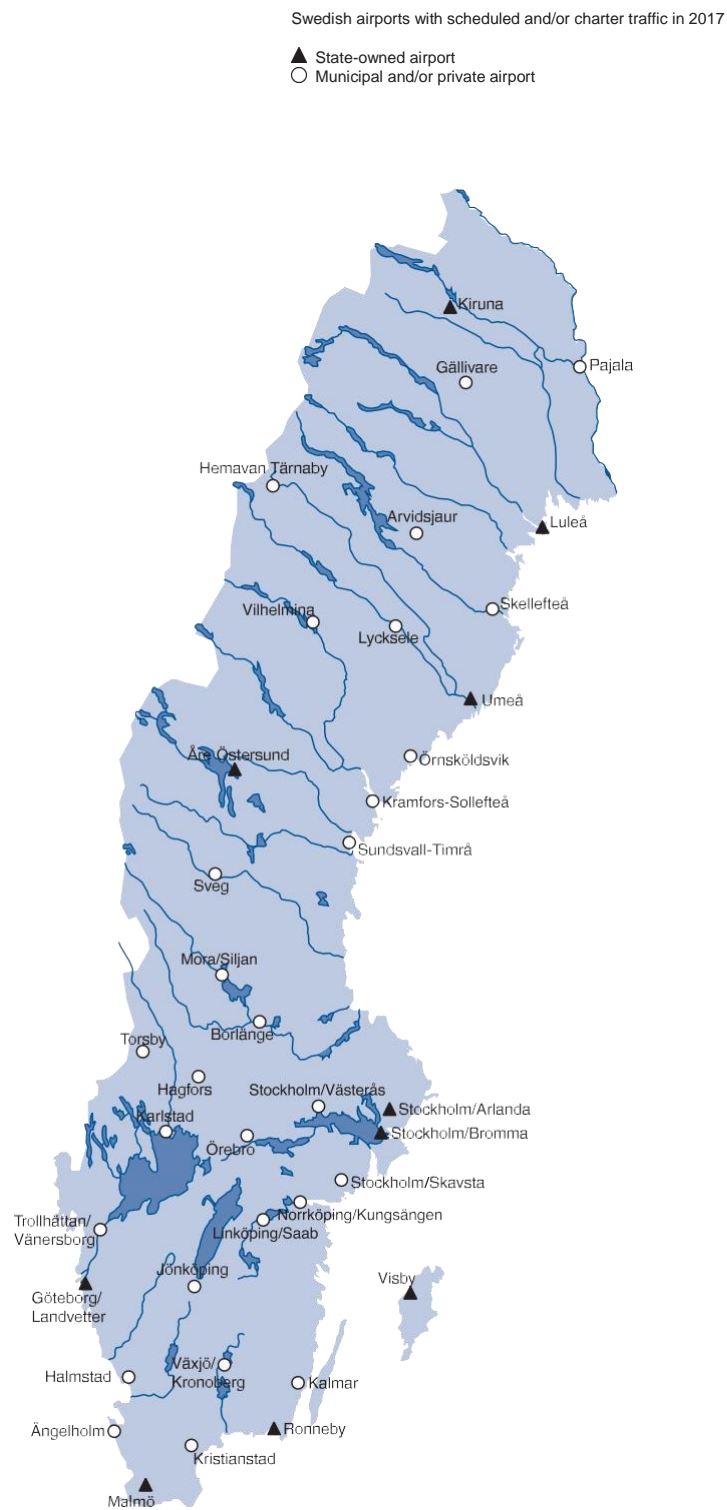 Swedish airports with scheduled and/or charter traffic in 2017
State-owned airport
Municipal and/or private airport
Kiruna
Pajala
Gällivare
Hemavan Tärnaby
Arvidsjaur
Luleå
Skellefteå
Vilhelmina
Lycksele
Umeå
Åre Östersund
Örnsköldsvik
Kramfors-Sollefteå
Sundsvall-Timrå
Sveg
Mora/Siljan
Borlänge
Torsby
Hagfors
Stockholm/Västerås
Stockholm/Arlanda
Karlstad
Stockholm/Bromma
Örebro
Stockholm/Skavsta
Norrköping/Kungsängen
Trollhättan/
Vänersborg
Linköping/Saab
Jönköping
Visby
Göteborg/
Landvetter
Växjö/
Kronoberg
Halmstad
Kalmar
Ängelholm
Ronneby
Kristianstad
Malmö